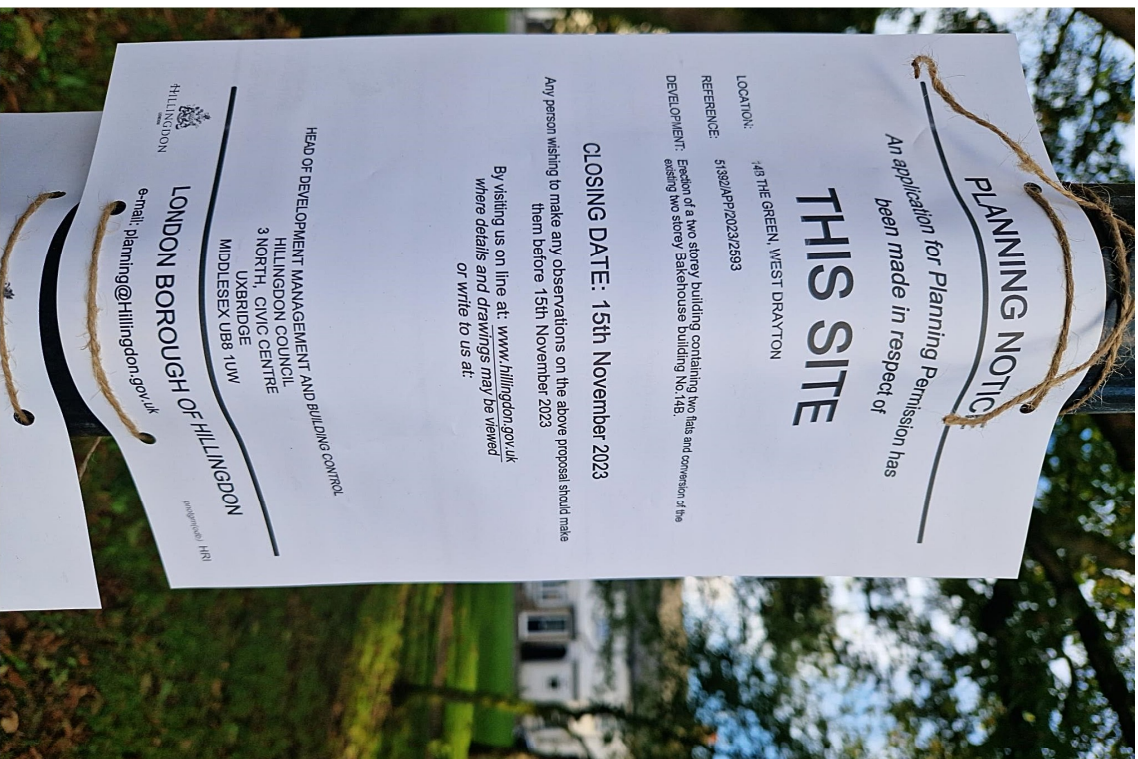 PLANNING NOTIC
An application for Planning Permission has
been made in respect of
THIS SITE
LOCATION: 14B THE GREEN, WEST DRAYTON
REFERENCE: 51392/APP/2023/2593
DEVELOPMENT: Erection of a two storey building containing two flats and conversion of the
existing two storey Bakehouse building No.14B.
CLOSING DATE: 15th November 2023
Any person wishing to make any observations on the above proposal should make
them before 15th November 2023
By visiting us on line at: www.hillingdon.gov.uk
where details and drawings may be viewed
or write to us at:
HEAD OF DEVELOPMENT MANAGEMENT AND BUILDING CONTROL
HILLINGDON COUNCIL
3 NORTH, CIVIC CENTRE
UXBRIDGE
MIDDLESEX UB8 1UW
HILLINGDON
LONDON
LONDON BOROUGH OF HILLINGDON
e-mail: planning@Hillingdon.gov.uk
HRI